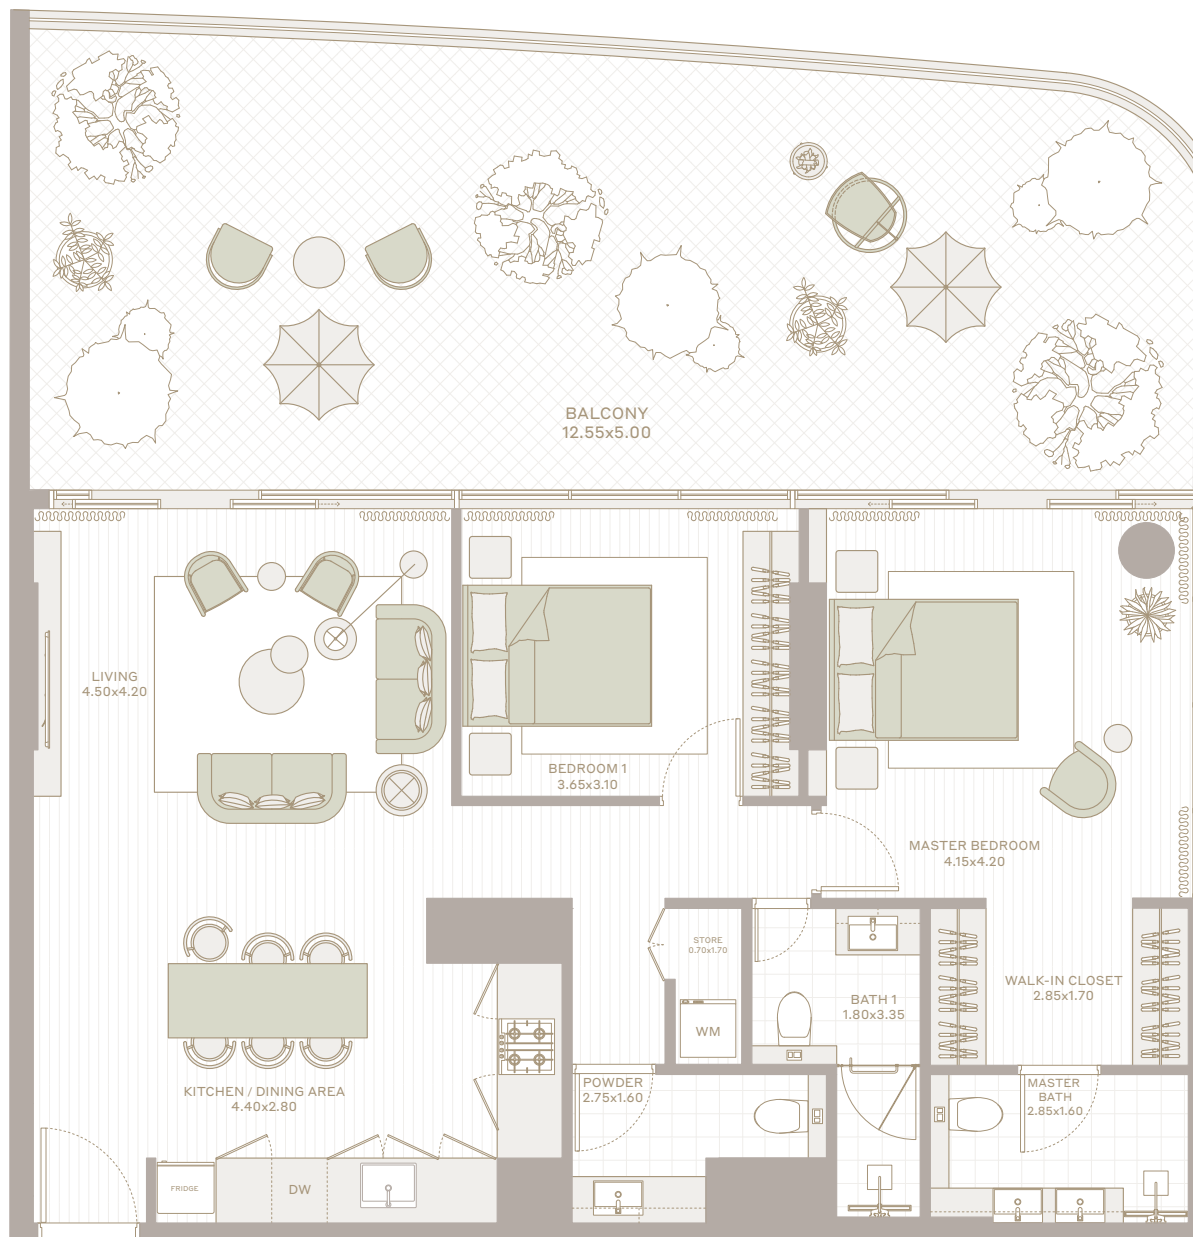 BALCONY
12.55x5.00
LIVING
4.50x4.20
BEDROOM 1
3.65x3.10
MASTER BEDROOM
4.15x4.20
STORE
0.70x1.70
WM
BATH 1
1.80x3.35
WALK-IN CLOSET
2.85x1.70
KITCHEN / DINING AREA
4.40x2.80
POWDER
2.75x1.60
MASTER
BATH
2.85x1.60
FRIDGE
DW